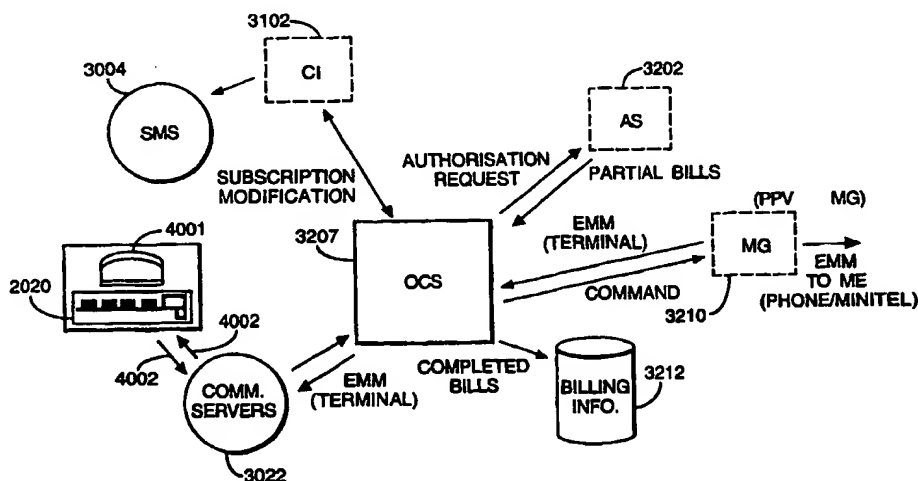 3102
CI
3004
SMS
3202
AS
SUBSCRIPTION
MODIFICATION
AUTHORISATION
REQUEST
PARTIAL BILLS
(PPV MG)
EMM
(TERMINAL)
MG
EMM
TO ME
(PHONE/MINITEL)
3210
COMMAND
3207
OCS
4001
2020
4002
4002
COMM.
SERVERS
3022
EMM
(TERMINAL)
COMPLETED
BILLS
BILLING
INFO.
3212